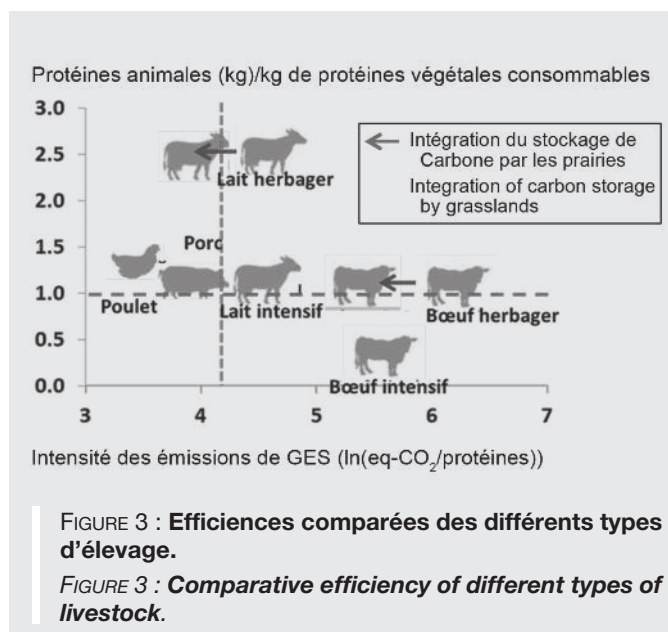 Protéines animales (kg)/kg de protéines végétales consommables
3.0
2.5
2.0
1.5
1.0
0.5
0.0
Intégration du stockage de
Carbone par les prairies
Integration of carbon storage
by grasslands
Lait herbager
Porc
Poulet
Lait intensif
Bœuf herbager
Bœuf intensif
3 4 5 6 7
Intensité des émissions de GES (ln(eq-CO₂/protéines))
FIGURE 3 : Efficiences comparées des différents types
d'élevage.
FIGURE 3 : Comparative efficiency of different types of
livestock.